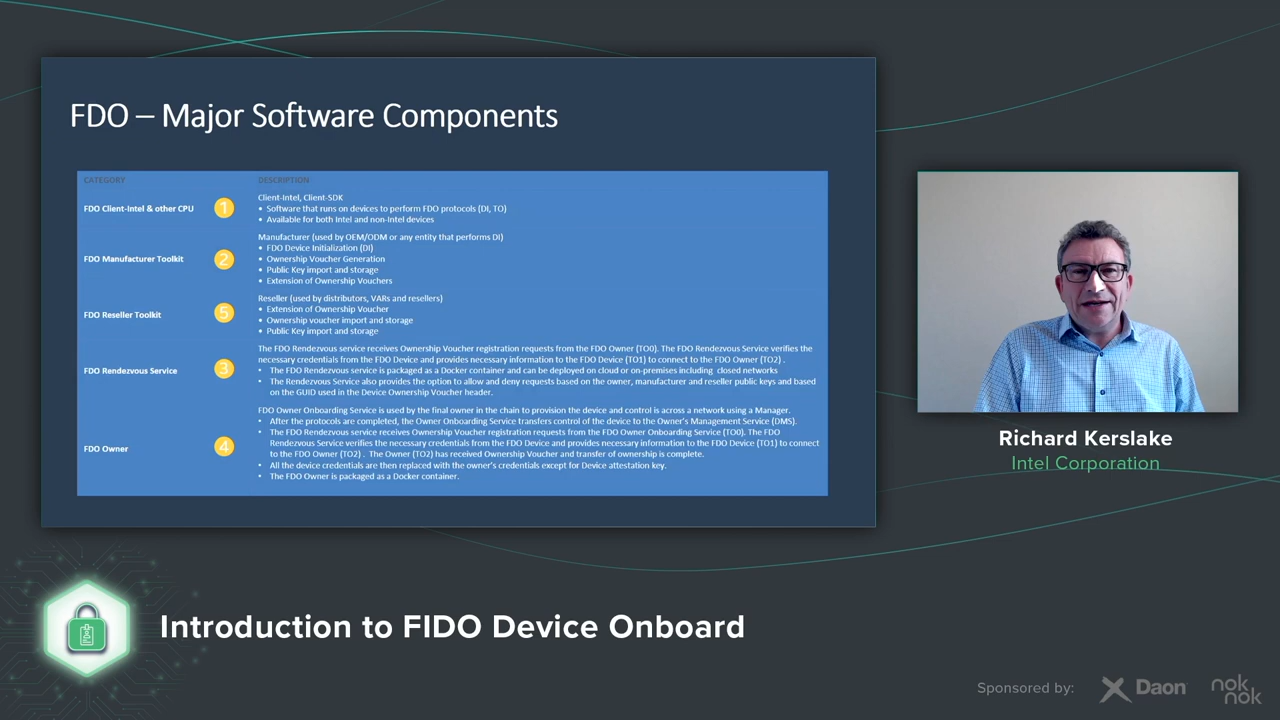 FDO – Major Software Components
CATEGORY
DESCRIPTION
FDO Client-Intel & other CPU
1
Client-Intel, Client-SDK
• Software that runs on devices to perform FDO protocols (DI, TO)
• Available for both Intel and non-Intel devices
FDO Manufacturer Toolkit
2
Manufacturer (used by OEM/ODM or any entity that performs DI)
• FDO Device Initialization (DI)
• Ownership Voucher Generation
• Public Key import and storage
• Extension of Ownership Vouchers
FDO Reseller Toolkit
5
Reseller (used by distributors, VARs and resellers)
• Extension of Ownership Voucher
• Ownership voucher import and storage
• Public Key import and storage
FDO Rendezvous Service
3
The FDO Rendezvous service receives Ownership Voucher registration requests from the FDO Owner (TO0). The FDO Rendezvous Service verifies the
necessary credentials from the FDO Device and provides necessary information to the FDO Device (TO1) to connect to the FDO Owner (TO2) .
• The FDO Rendezvous service is packaged as a Docker container and can be deployed on cloud or on-premises including closed networks
• The Rendezvous Service also provides the option to allow and deny requests based on the owner, manufacturer and reseller public keys and based
on the GUID used in the Device Ownership Voucher header.
FDO Owner
4
FDO Owner Onboarding Service is used by the final owner in the chain to provision the device and control is across a network using a Manager.
• After the protocols are completed, the Owner Onboarding Service transfers control of the device to the Owner's Management Service (DMS).
• The FDO Rendezvous service receives Ownership Voucher registration requests from the FDO Owner Onboarding Service (TO0). The FDO
Rendezvous Service verifies the necessary credentials from the FDO Device and provides necessary information to the FDO Device (TO1) to connect
to the FDO Owner (TO2) . The Owner (TO2) has received Ownership Voucher and transfer of ownership is complete.
• All the device credentials are then replaced with the owner's credentials except for Device attestation key.
• The FDO Owner is packaged as a Docker container.
Richard Kerslake
Intel Corporation
Introduction to FIDO Device Onboard
Sponsored by:
Daon
nok
nok